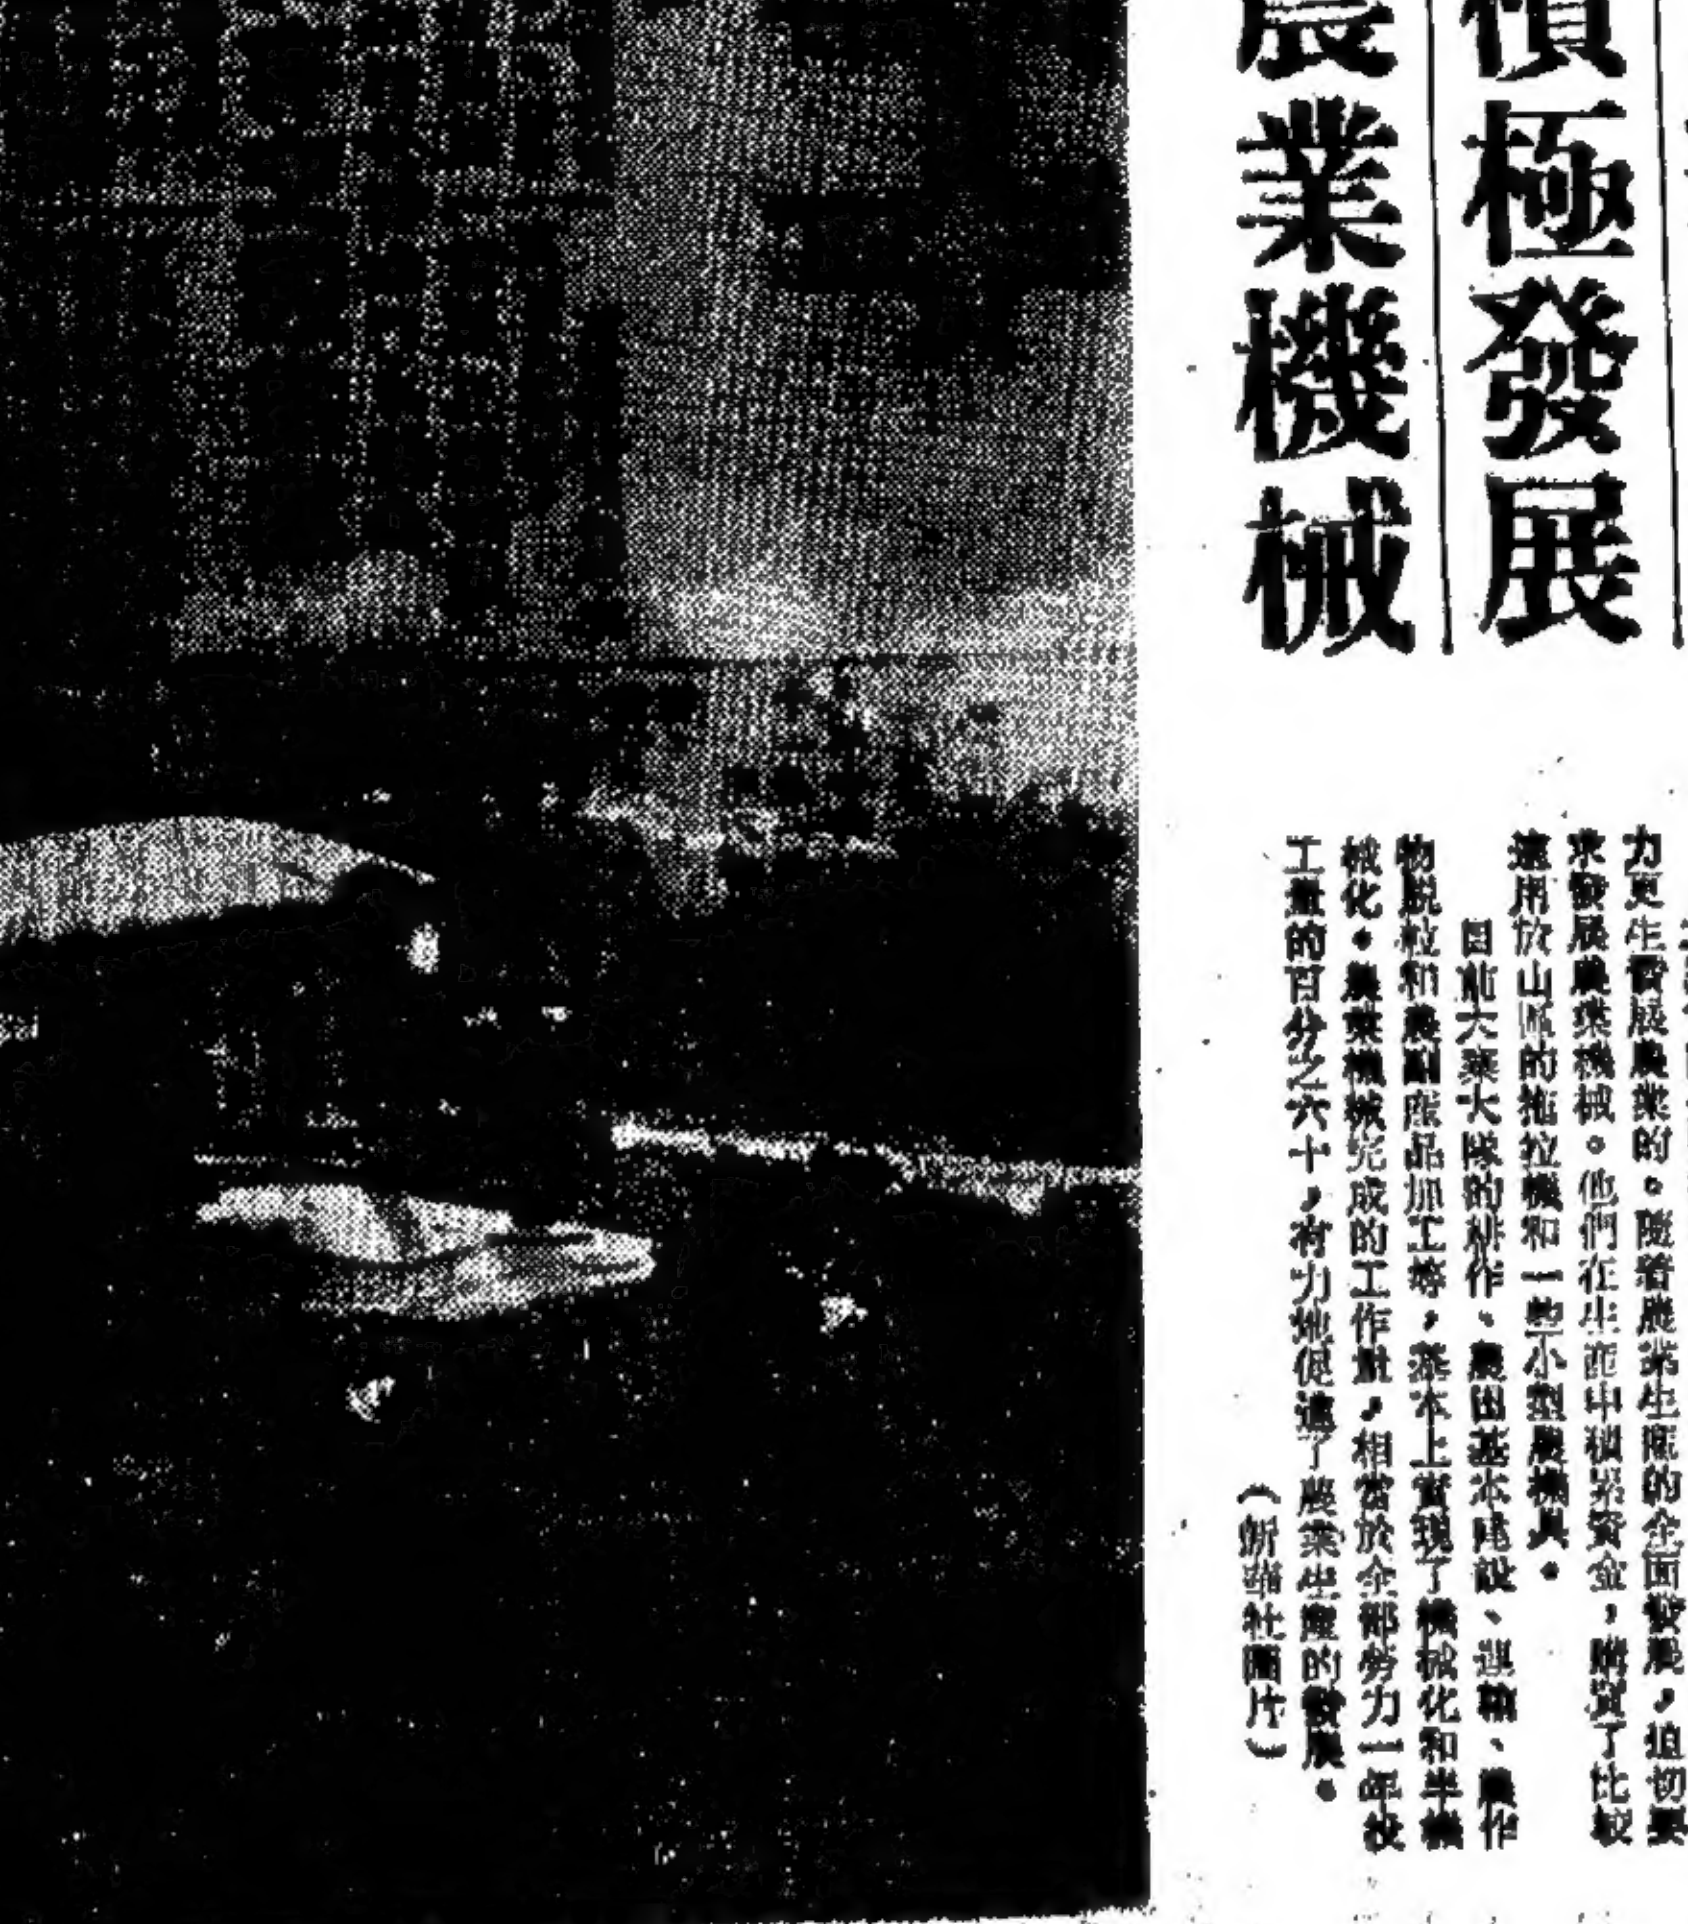 積極發展
農業機械
力更生發展農業的。隨着農業生產的全面發展，迫切要
求發展農業機械。他們在生產中積累資金，購買了比較
適用於山區的拖拉機和一些小型農機具。
目前大寨大隊的耕作、農田基本建設、運輸、農作
物脫粒和農副產品加工等，基本上實現了機械化和半機
械化。農業機械完成的工作量，相當於全部勞力一年投
工量的百分之六十，有力地促進了農業生產的發展。
（新華社圖片）